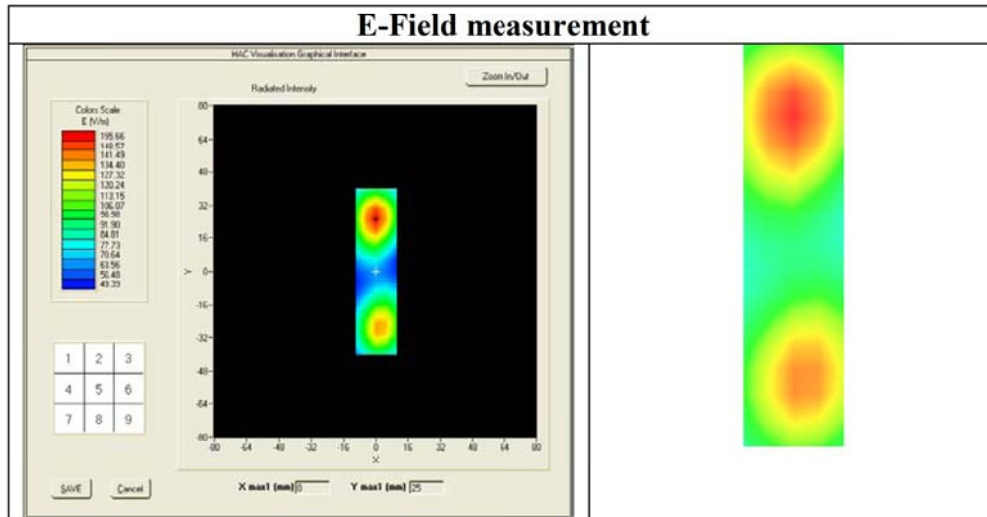 E-Field measurement
HAC Visualisation Graphical Interface
Zoom In/Out
Radiated Intensity
Colors Scale
E (V/m)
195.66
148.57
141.49
134.40
127.32
120.24
113.15
106.07
98.98
91.90
84.81
77.73
70.64
63.56
56.48
49.39
80
64
48
32
16
Y
0
-16
-32
-48
-64
-80
-80 -64 -48 -32 -16 0 16 32 48 64 80
X
1 2 3
4 5 6
7 8 9
SAVE Cancel
X max1 (mm) 0 Y max1 (mm) 25